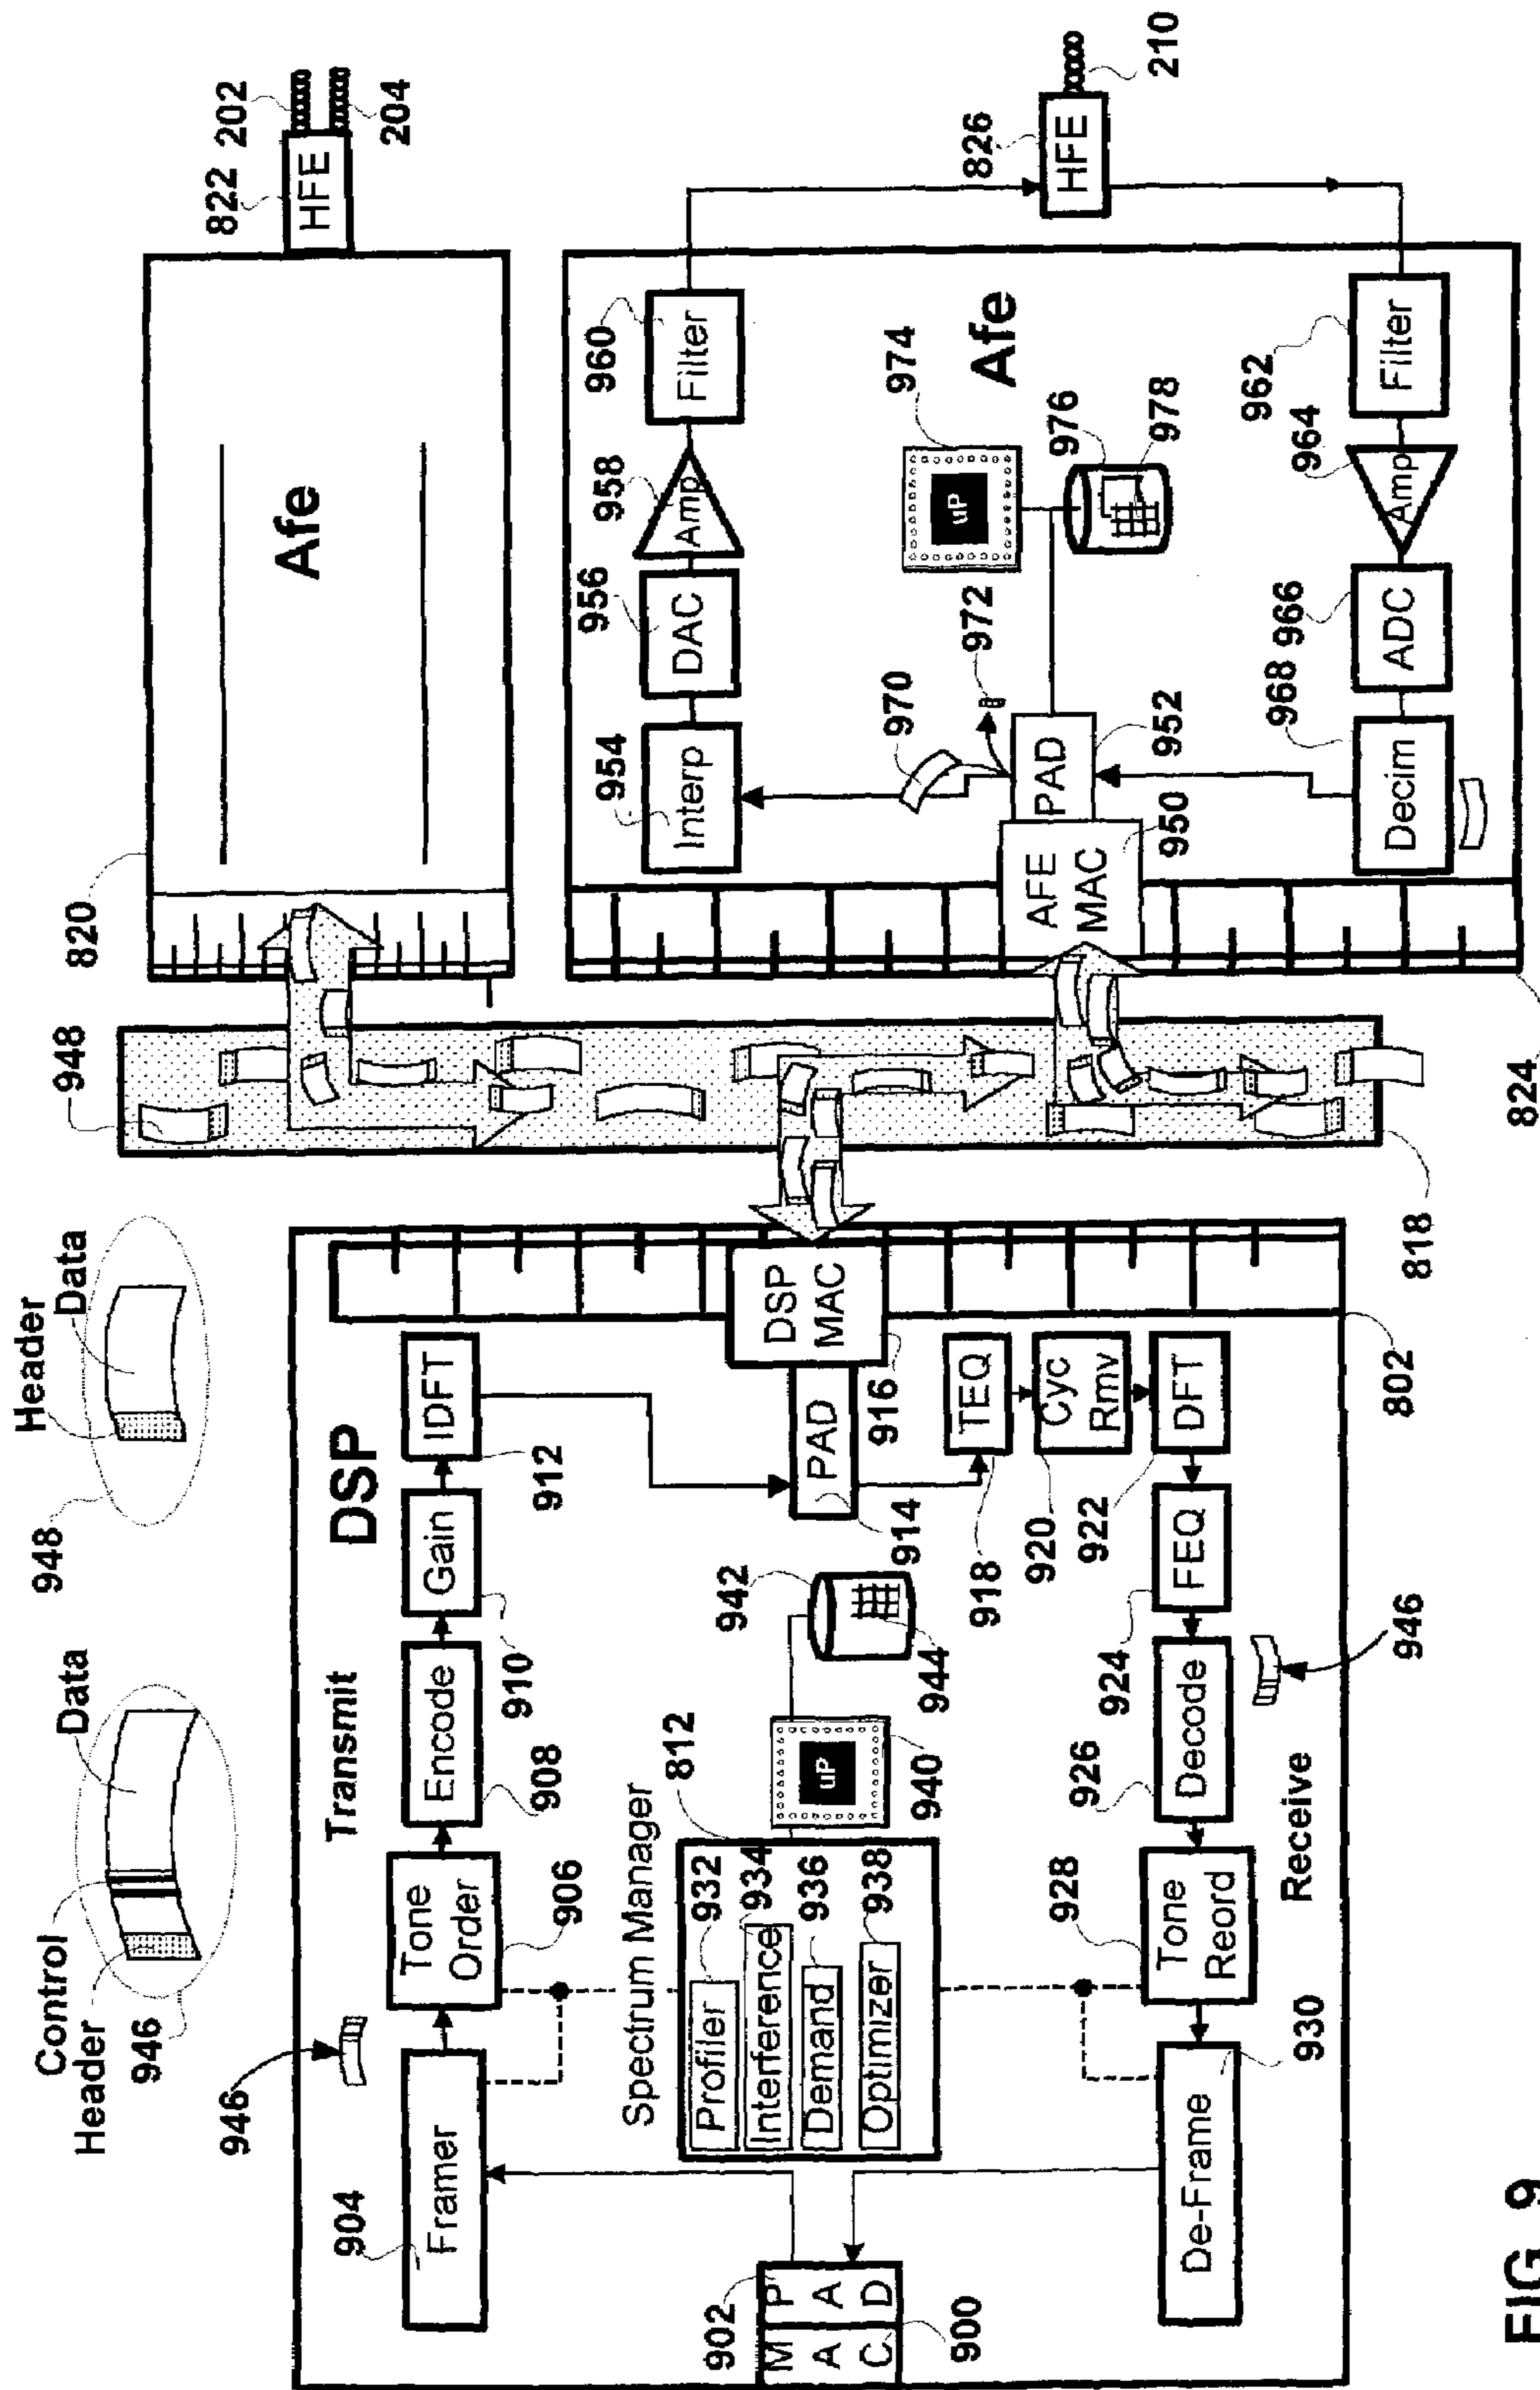 Control
Header
Data
946
Header
Data
948
948
820
Afe
822
HFE
202
204
946
Transmit
DSP
904
Framer
Tone
Order
906
Encode
908
Gain
910
IDFT
912
Spectrum Manager
812
Profiler
932
Interference
934
Demand
936
Optimizer
938
uP
940
942
944
902
M
A
C
P
A
D
900
PAD
914
DSP
MAC
916
TEQ
918
Cyc
Rmv
920
DFT
922
FEQ
924
Decode
926
946
Tone
Reord
928
De-Frame
930
Receive
802
818
824
954
Interp
956
DAC
958
Amp
960
Filter
Afe
970
972
974
uP
976
978
AFE
MAC
950
PAD
952
968
Decim
966
ADC
964
Amp
962
Filter
826
HFE
210
FIG. 9